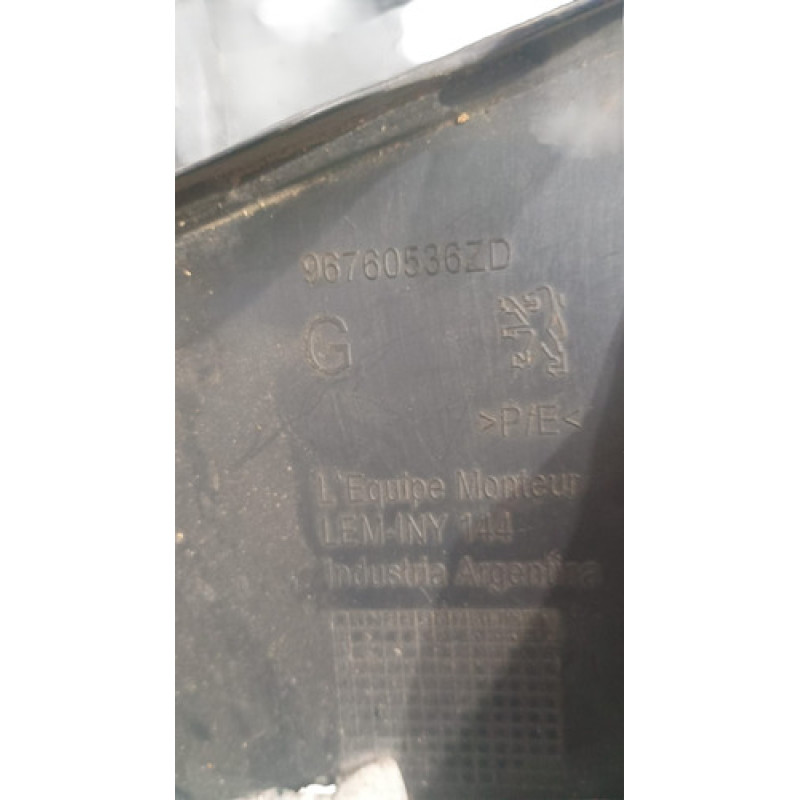 96760536ZD
G
>P/E<
L'Equipe Monteur
LEM-INY 144
Industria Argentina